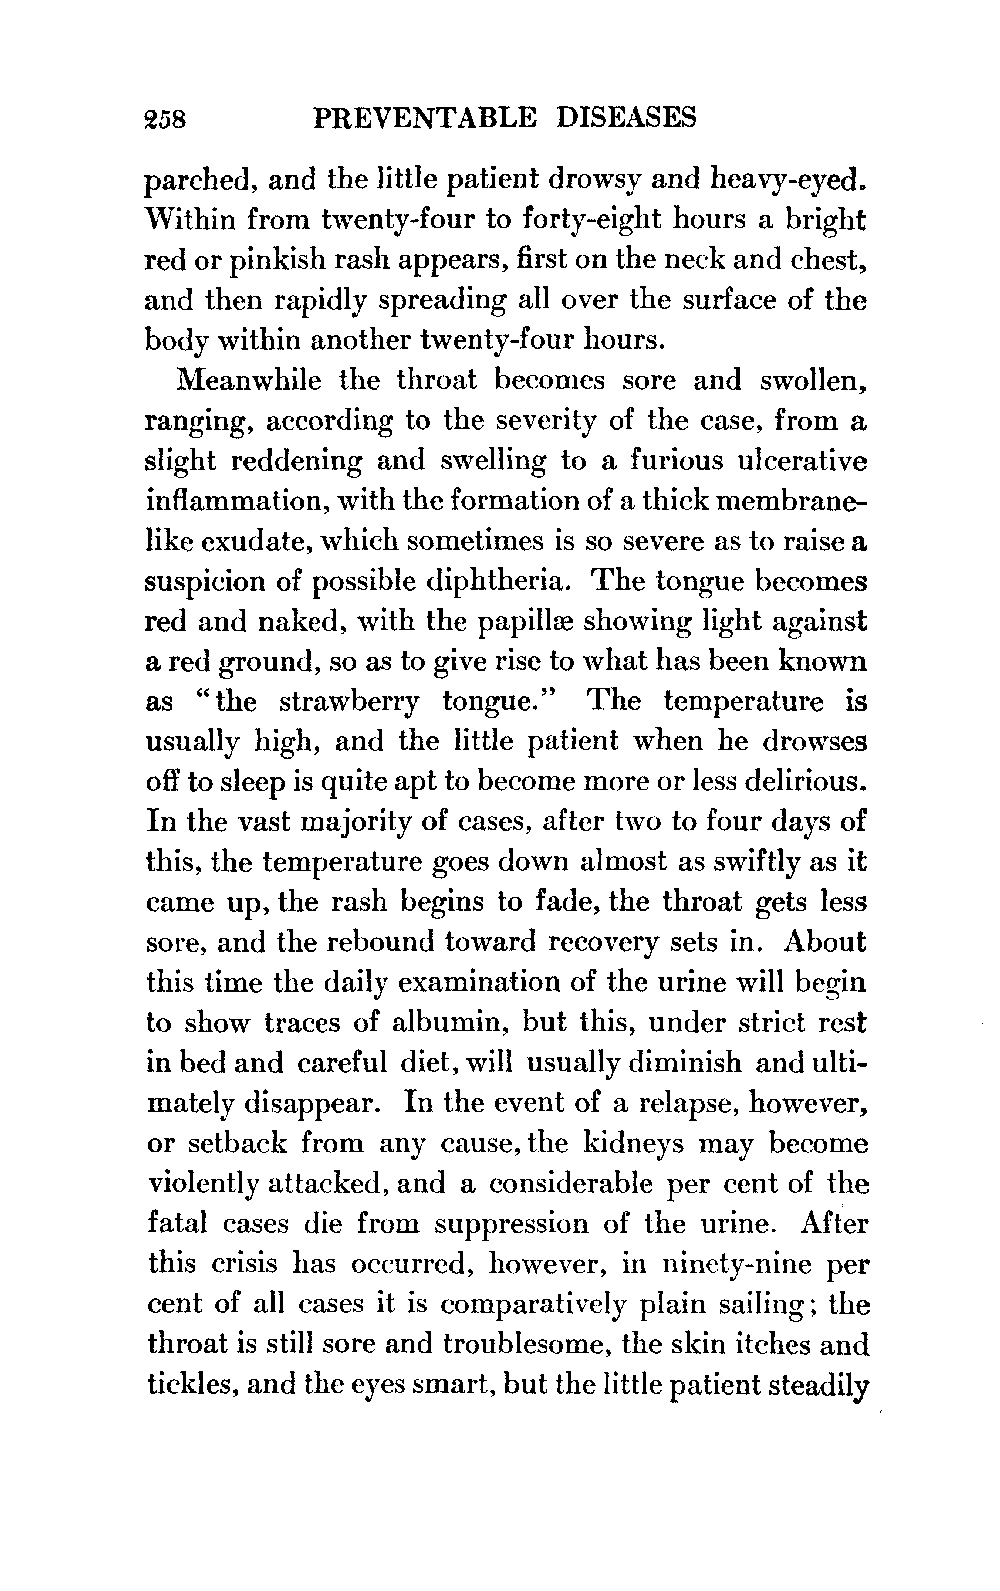 258 PREVENTABLE DISEASES
parched, and the little patient drowsy and heavy-eyed.
Within from twenty-four to forty-eight hours a bright
red or pinkish rash appears, first on the neck and chest,
and then rapidly spreading all over the surface of the
body within another twenty-four hours.
Meanwhile the throat becomes sore and swollen,
ranging, according to the severity of the case, from a
slight reddening and swelling to a furious ulcerative
inflammation, with the formation of a thick membrane-
like exudate, which sometimes is so severe as to raise a
suspicion of possible diphtheria. The tongue becomes
red and naked, with the papillæ showing light against
a red ground, so as to give rise to what has been known
as "the strawberry tongue." The temperature is
usually high, and the little patient when he drowses
off to sleep is quite apt to become more or less delirious.
In the vast majority of cases, after two to four days of
this, the temperature goes down almost as swiftly as it
came up, the rash begins to fade, the throat gets less
sore, and the rebound toward recovery sets in. About
this time the daily examination of the urine will begin
to show traces of albumin, but this, under strict rest
in bed and careful diet, will usually diminish and ulti-
mately disappear. In the event of a relapse, however,
or setback from any cause, the kidneys may become
violently attacked, and a considerable per cent of the
fatal cases die from suppression of the urine. After
this crisis has occurred, however, in ninety-nine per
cent of all cases it is comparatively plain sailing; the
throat is still sore and troublesome, the skin itches and
tickles, and the eyes smart, but the little patient steadily